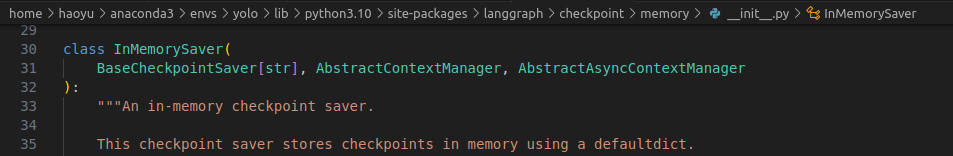 home > haoyu > anaconda3 > envs > yolo > lib > python3.10 > site-packages > langgraph > checkpoint > memory > __init__.py > InMemorySaver
29
30 class InMemorySaver(
31     BaseCheckpointSaver[str], AbstractContextManager, AbstractAsyncContextManager
32 ):
33     """An in-memory checkpoint saver.
34
35     This checkpoint saver stores checkpoints in memory using a defaultdict.